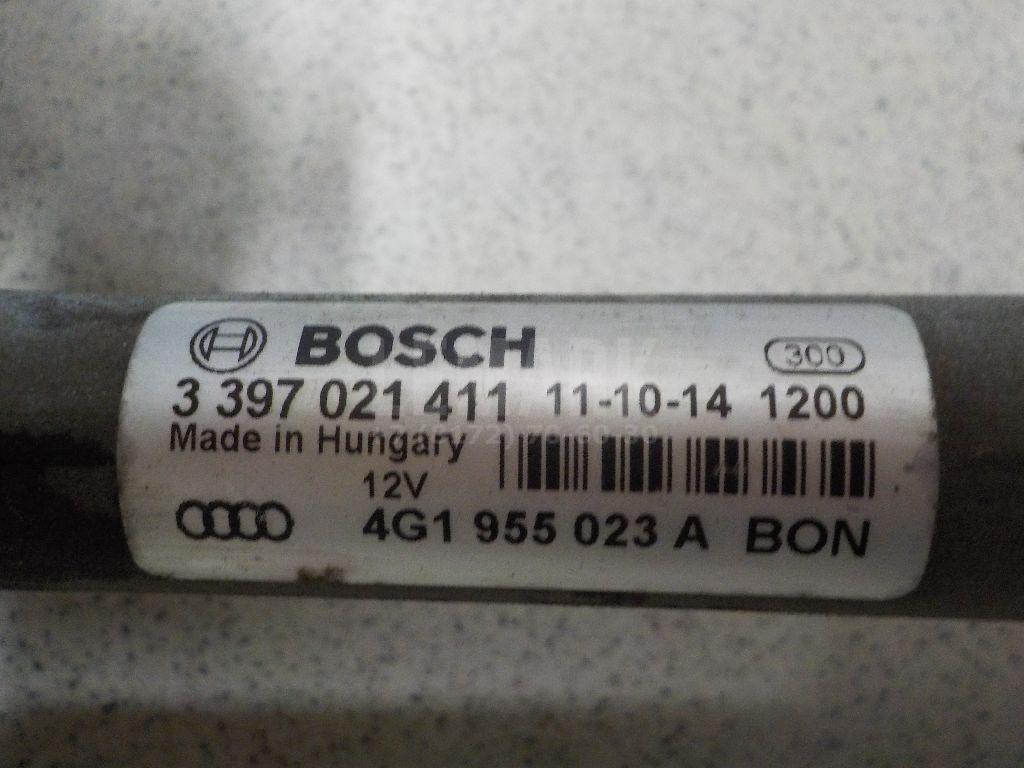 BOSCH 300
3 397 021 411 11-10-14 1200
Made in Hungary
12V
4G1 955 023 A BON